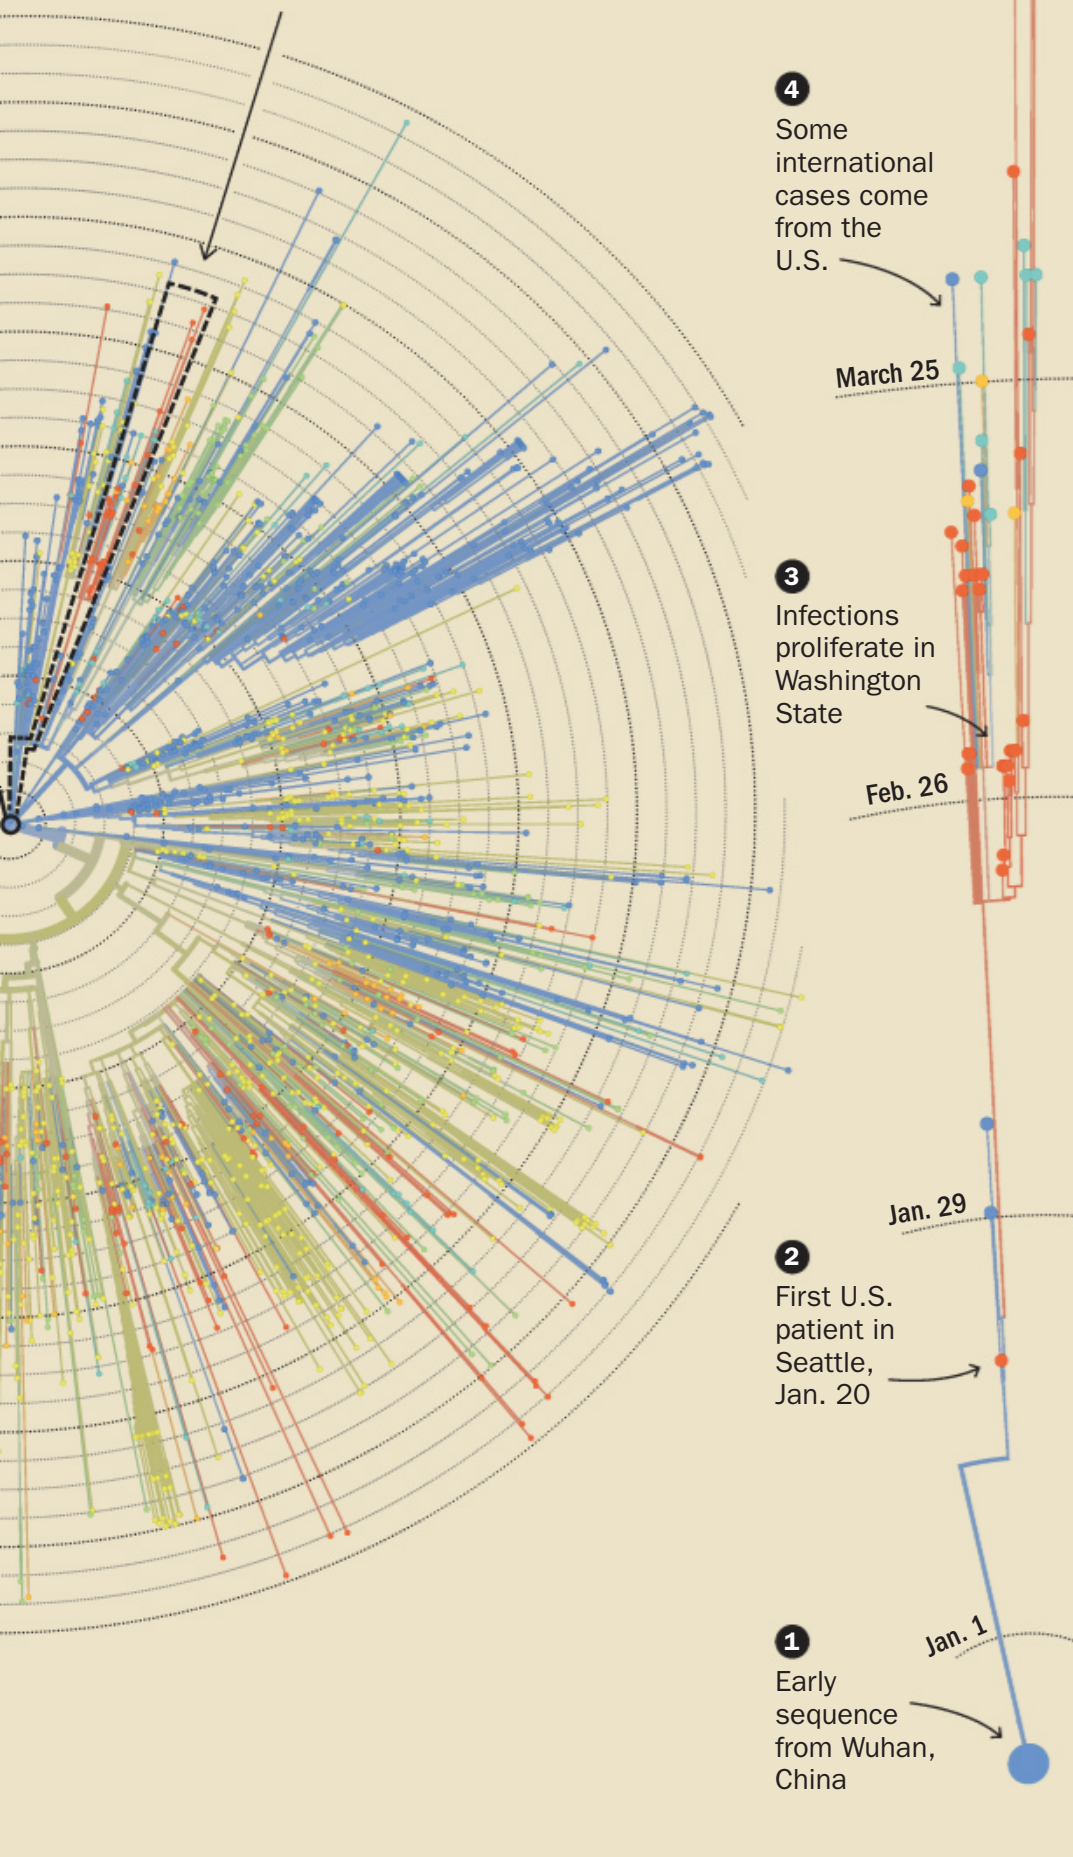 4
Some
international
cases come
from the
U.S.
March 25
3
Infections
proliferate in
Washington
State
Feb. 26
Jan. 29
2
First U.S.
patient in
Seattle,
Jan. 20
Jan. 1
1
Early
sequence
from Wuhan,
China